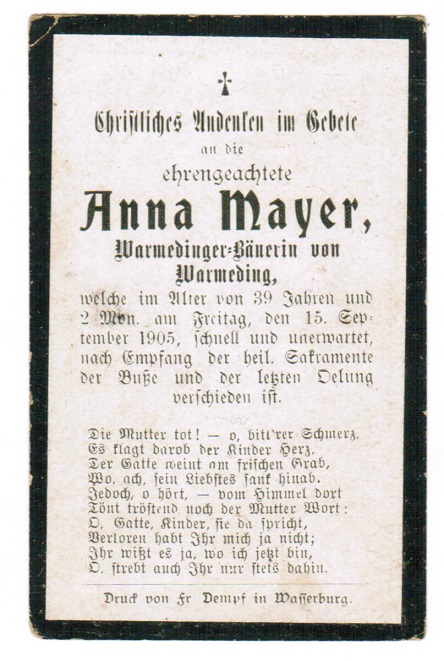 Christliches Andenken im Gebete
an die
ehrengeachtete
Anna Mayer,
Warmedinger-Bäuerin von
Warmeding,
welche im Alter von 39 Jahren und
2 Mon. am Freitag, den 15. Sep-
tember 1905, schnell und unerwartet,
nach Empfang der heil. Sakramente
der Buße und der letzten Oelung
verschieden ist.
Die Mutter tot! — o, bitt'rer Schmerz,
Es klagt darob der Kinder Herz.
Der Gatte weint am frischen Grab,
Wo, ach, sein Liebstes sank hinab.
Jedoch, o hört, — vom Himmel dort
Tönt tröstend noch der Mutter Wort:
O, Gatte, Kinder, sie da spricht,
Verloren habt Ihr mich ja nicht;
Ihr wißt es ja, wo ich jetzt bin,
O, strebt auch Ihr nur stets dahin.
Druck von Fr Dempf in Wasserburg.